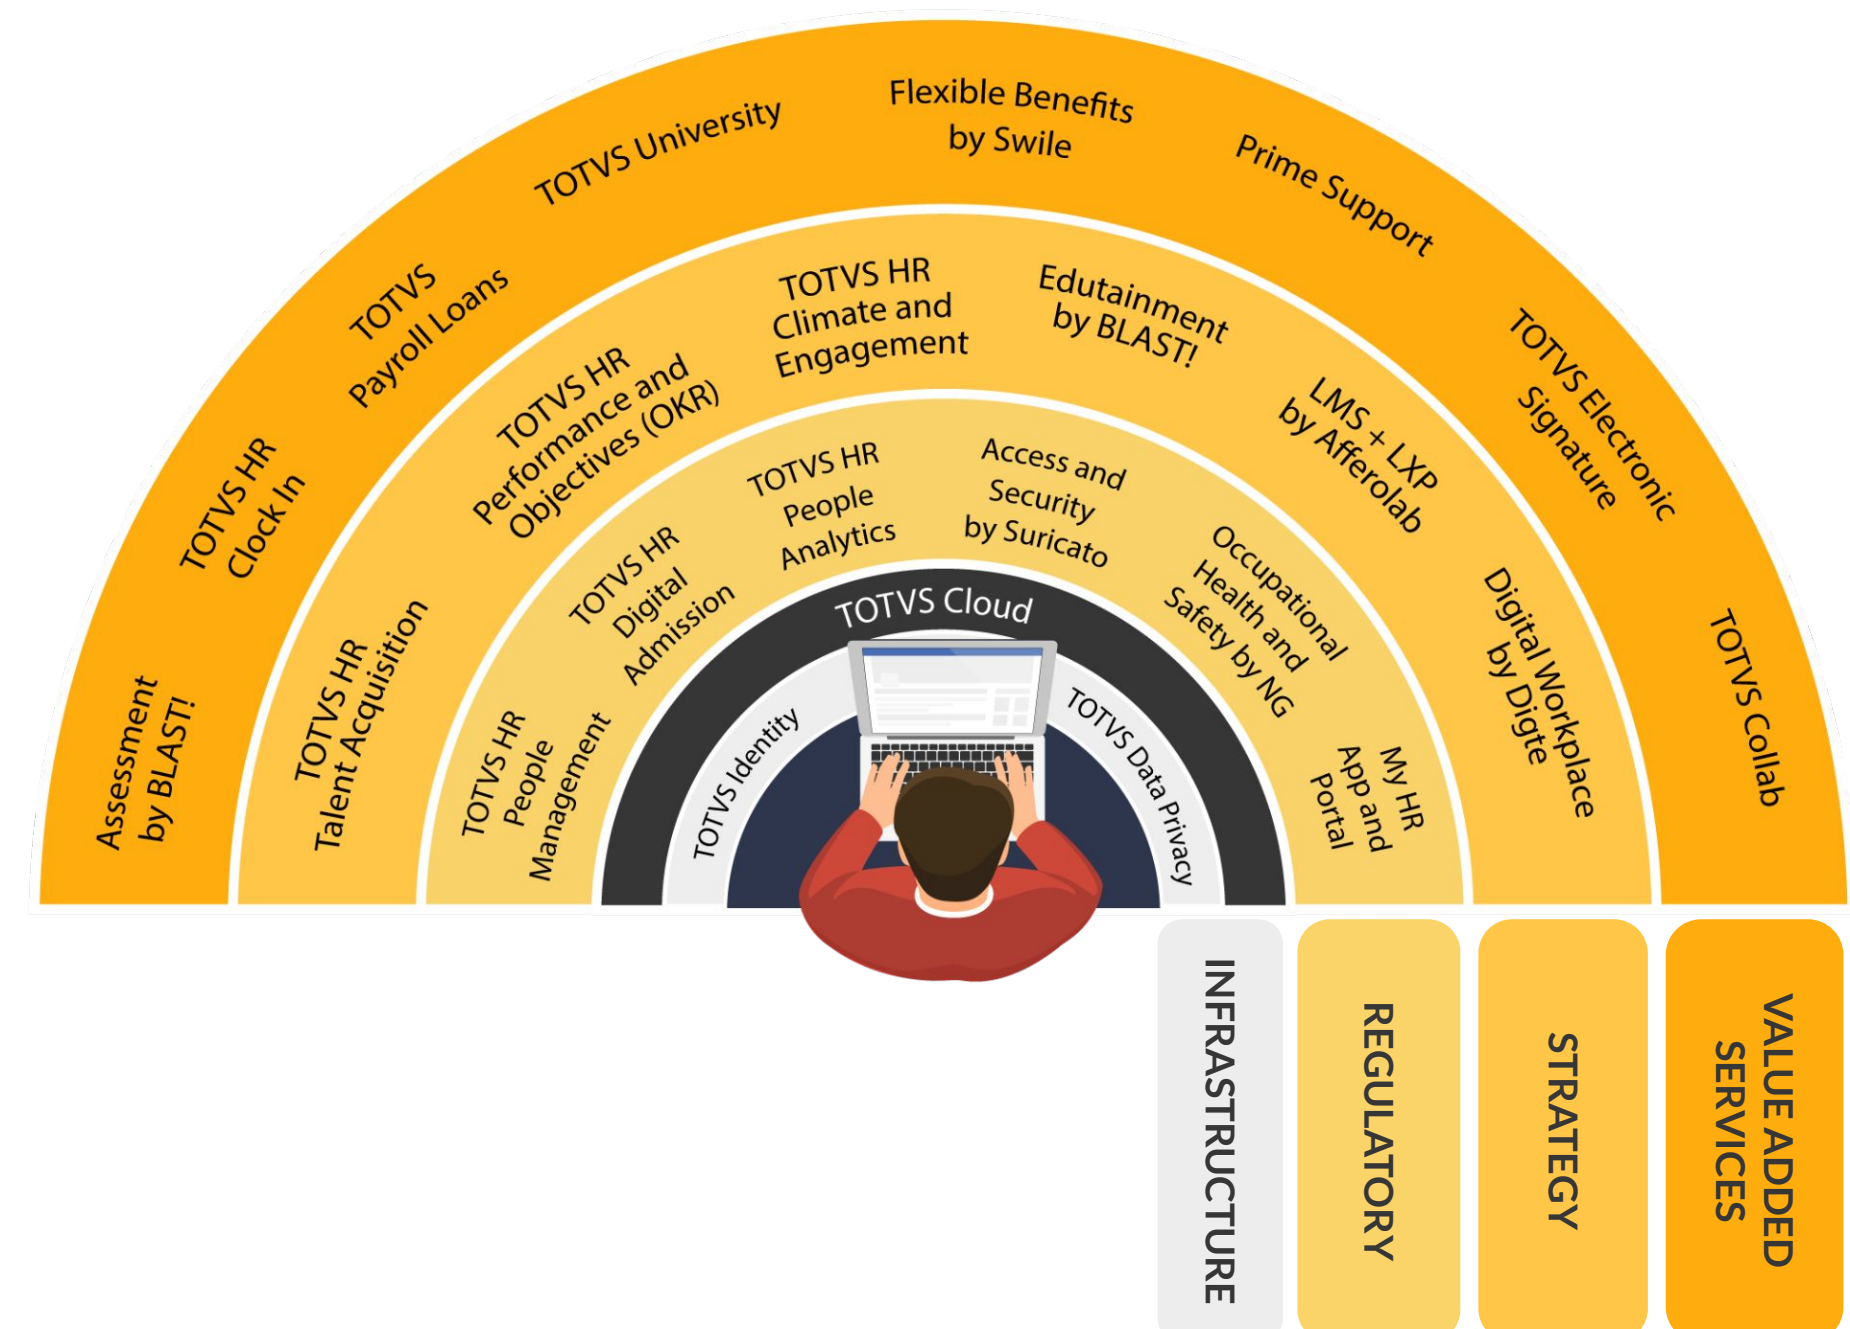 Assessment
by BLAST!
TOTVS HR
Clock In
TOTVS
Payroll Loans
TOTVS University
Flexible Benefits
by Swile
Prime Support
TOTVS Electronic
Signature
TOTVS Collab
TOTVS HR
Talent Acquisition
TOTVS HR
Performance and
Objectives (OKR)
TOTVS HR
Climate and
Engagement
Edutainment
by BLAST!
LMS + LXP
by Afferolab
Digital Workplace
by Digte
TOTVS HR
People
Management
TOTVS HR
Digital
Admission
TOTVS HR
People
Analytics
Access and
Security
by Suricato
Occupational
Health and
Safety by NG
My HR
App and
Portal
TOTVS Cloud
TOTVS Identity
TOTVS Data Privacy
INFRASTRUCTURE
REGULATORY
STRATEGY
VALUE ADDED
SERVICES